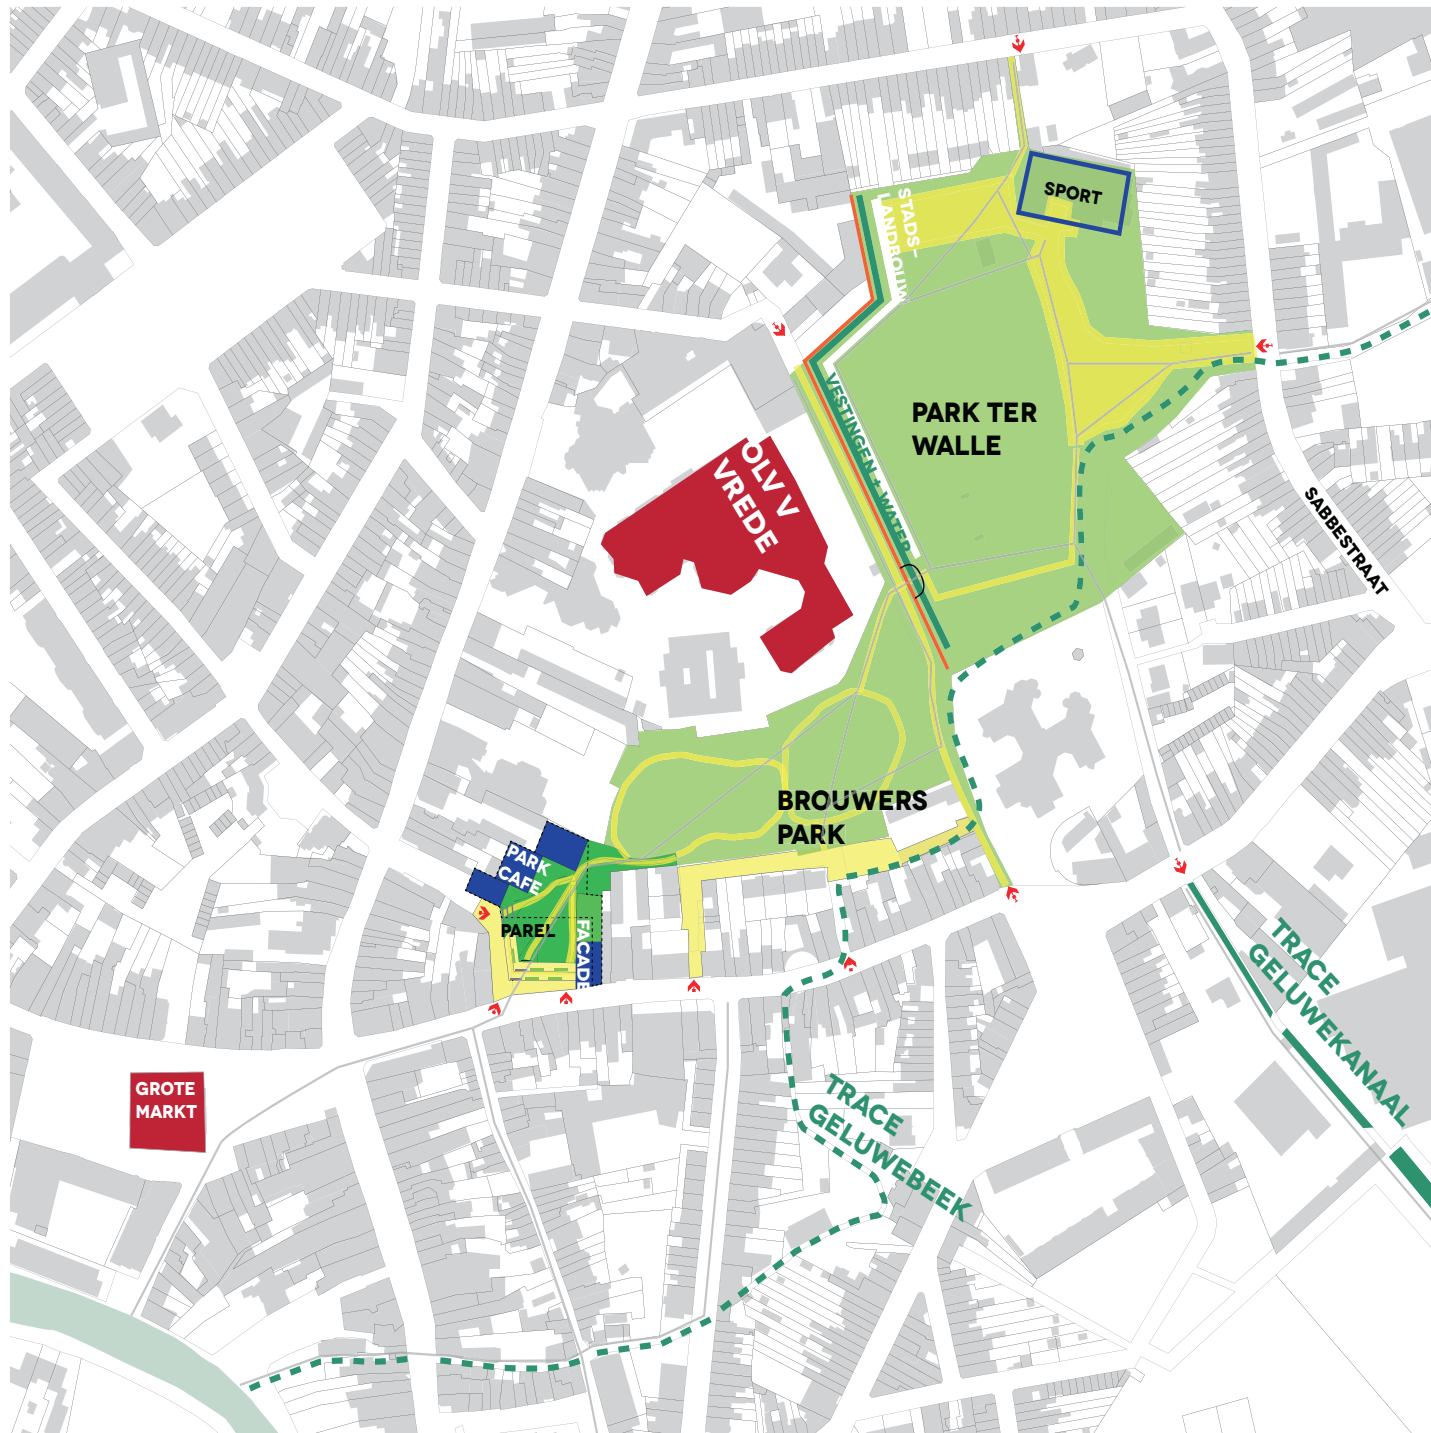 SPORT
STADS-
LANDBOUW
PARK TER
WALLE
VESTINGEN + WATER
OLV V
VREDE
SABBESTRAAT
BROUWERS
PARK
PARK
CAFE
PAREL
FACADE
TRACE
GELUWEKANAAL
GROTE
MARKT
TRACE
GELUWEBEEK